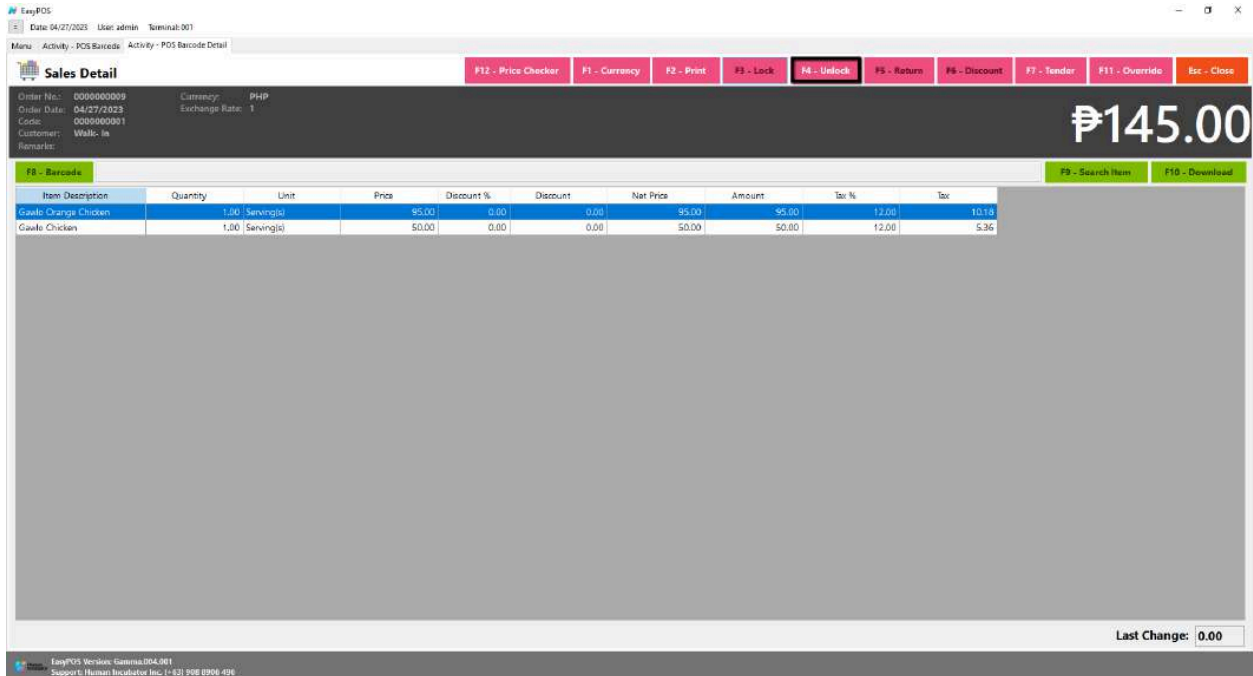 EasyPOS
Date: 04/27/2023 User: admin Terminal: 001
Menu Activity - POS Barcode Activity - POS Barcode Detail
Sales Detail
F12 - Price Checker F1 - Currency F2 - Print F3 - Lock F4 - Unlock F5 - Return F6 - Discount F7 - Tender F11 - Override Esc - Close
Order No.: 0000000009 Currency: PHP
Order Date: 04/27/2023 Exchange Rate: 1
Code: 0000000001
Customer: Walk- In
Remarks:
₱145.00
F8 - Barcode F9 - Search Item F10 - Download
Item Description Quantity Unit Price Discount % Discount Net Price Amount Tax % Tax
Gawlo Orange Chicken 1.00 Serving(s) 95.00 0.00 0.00 95.00 95.00 12.00 10.18
Gawlo Chicken 1.00 Serving(s) 50.00 0.00 0.00 50.00 50.00 12.00 5.36
Last Change: 0.00
EasyPOS Version: Gamma.004.001
Support: Human Incubator Inc. (+63) 908 8906 496